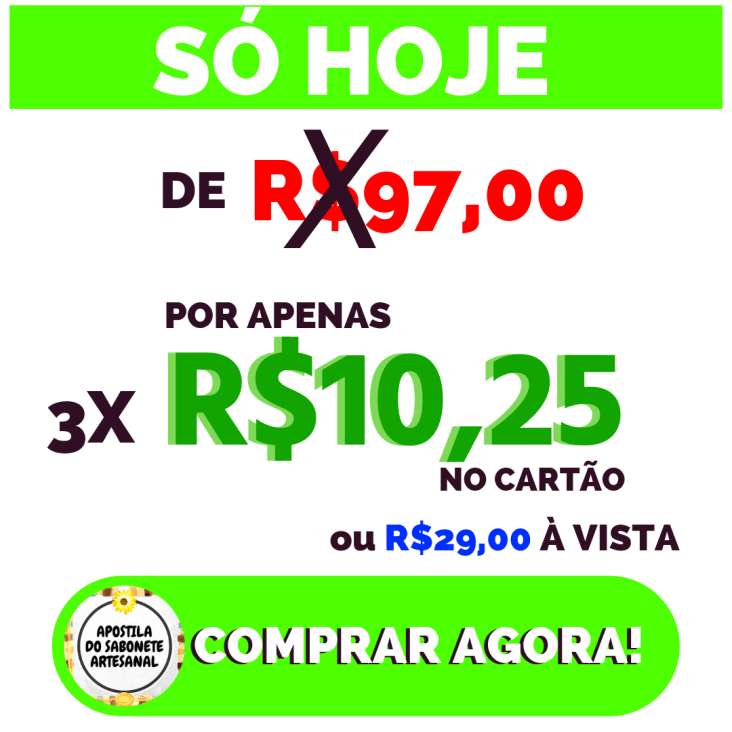 SÓ HOJE
DE R$97,00
POR APENAS
3X R$10,25
NO CARTÃO
ou R$29,00 À VISTA
APOSTILA
DO SABONETE
ARTESANAL
COMPRAR AGORA!